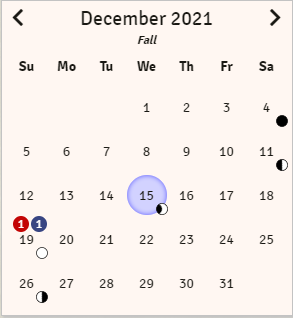 December 2021
Fall
Su Mo Tu We Th Fr Sa
1 2 3 4
5 6 7 8 9 10 11
12 13 14 15 16 17 18
1 1
19 20 21 22 23 24 25
26 27 28 29 30 31